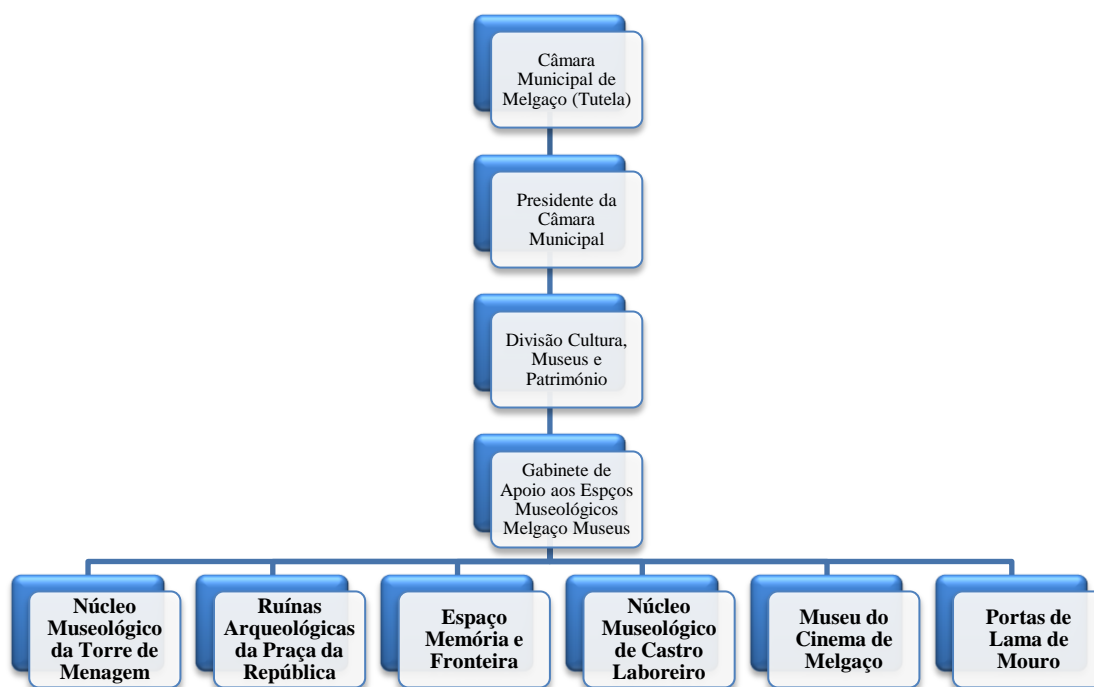 Câmara
Municipal de
Melgaço (Tutela)
Presidente da
Câmara
Municipal
Divisão Cultura,
Museus e
Património
Gabinete de
Apoio aos Espços
Museológicos
Melgaço Museus
Núcleo
Museológico
da Torre de
Menagem
Ruínas
Arqueológicas
da Praça da
República
Espaço
Memória e
Fronteira
Núcleo
Museológico
de Castro
Laboreiro
Museu do
Cinema de
Melgaço
Portas de
Lama de
Mouro